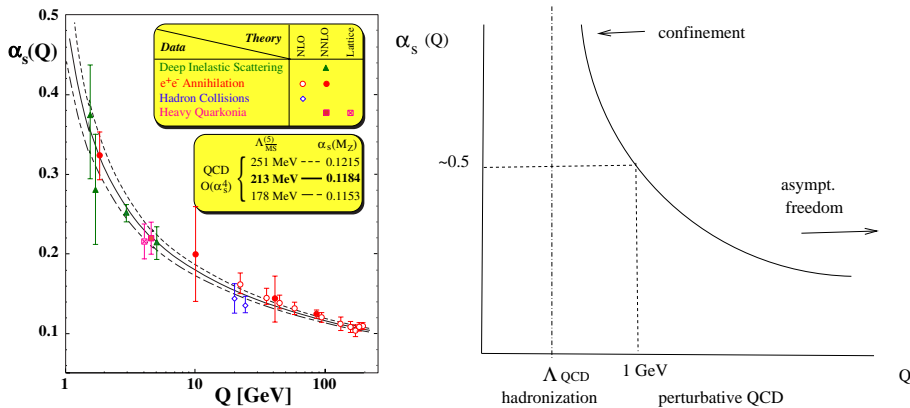 αs(Q)
0.5
0.4
0.3
0.2
0.1
1
10
100
Q [GeV]
Data Theory NLO NNLO Lattice
Deep Inelastic Scattering
e+e- Annihilation
Hadron Collisions
Heavy Quarkonia
Λ(5)MS αs(MZ)
QCD O(αs4)
251 MeV 0.1215
213 MeV 0.1184
178 MeV 0.1153
αs (Q)
confinement
~0.5
asympt.
freedom
Λ QCD
1 GeV
Q
hadronization
perturbative QCD